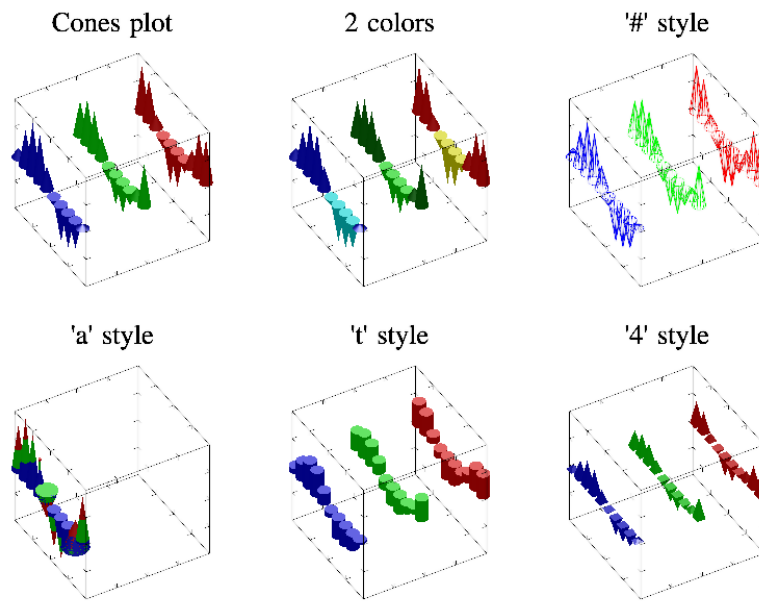 Cones plot
2 colors
'#' style
'a' style
't' style
'4' style